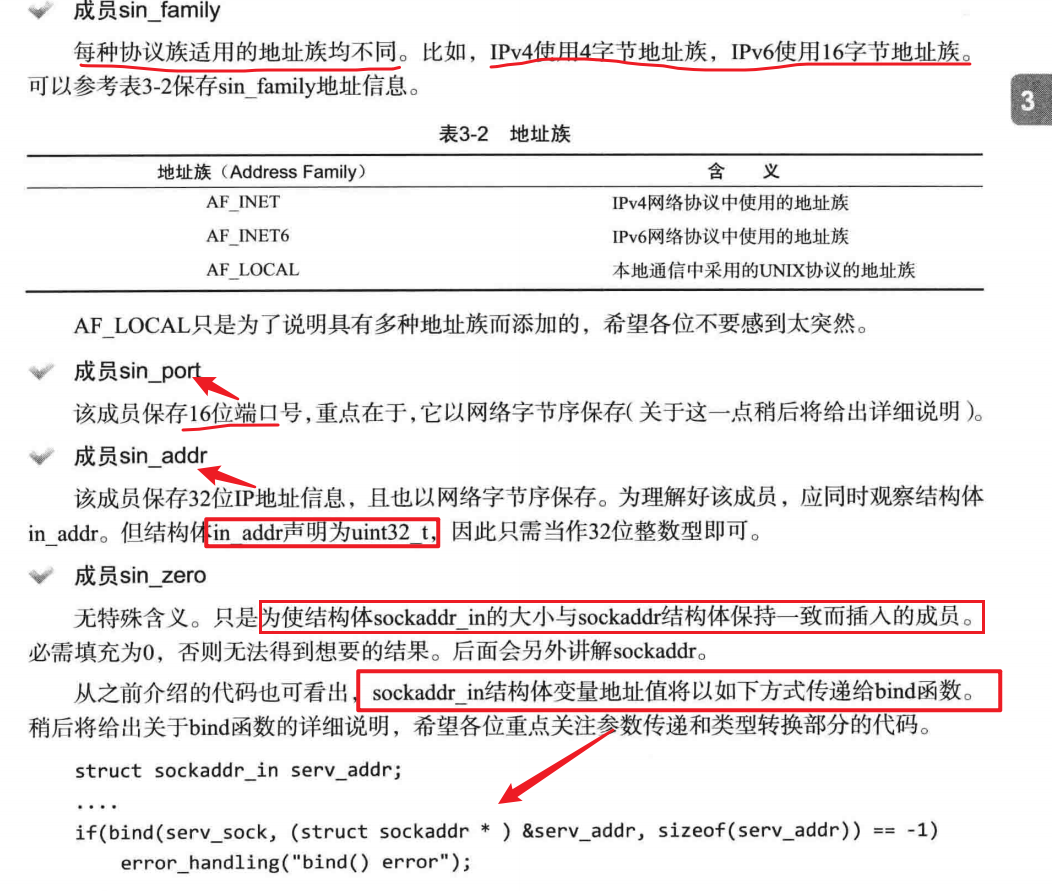 成员sin_family
每种协议族适用的地址族均不同。比如，IPv4使用4字节地址族，IPv6使用16字节地址族。
可以参考表3-2保存sin_family地址信息。
3
表3-2 地址族
地址族（Address Family） 含 义
AF_INET IPv4网络协议中使用的地址族
AF_INET6 IPv6网络协议中使用的地址族
AF_LOCAL 本地通信中采用的UNIX协议的地址族
AF_LOCAL只是为了说明具有多种地址族而添加的，希望各位不要感到太突然。
成员sin_port
该成员保存16位端口号，重点在于，它以网络字节序保存（关于这一点稍后将给出详细说明）。
成员sin_addr
该成员保存32位IP地址信息，且也以网络字节序保存。为理解好该成员，应同时观察结构体
in_addr。但结构体in_addr声明为uint32_t，因此只需当作32位整数型即可。
成员sin_zero
无特殊含义。只是为使结构体sockaddr_in的大小与sockaddr结构体保持一致而插入的成员。
必需填充为0，否则无法得到想要的结果。后面会另外讲解sockaddr。
从之前介绍的代码也可看出，sockaddr_in结构体变量地址值将以如下方式传递给bind函数。
稍后将给出关于bind函数的详细说明，希望各位重点关注参数传递和类型转换部分的代码。
struct sockaddr_in serv_addr;
....
if(bind(serv_sock, (struct sockaddr * ) &serv_addr, sizeof(serv_addr)) == -1)
error_handling("bind() error");